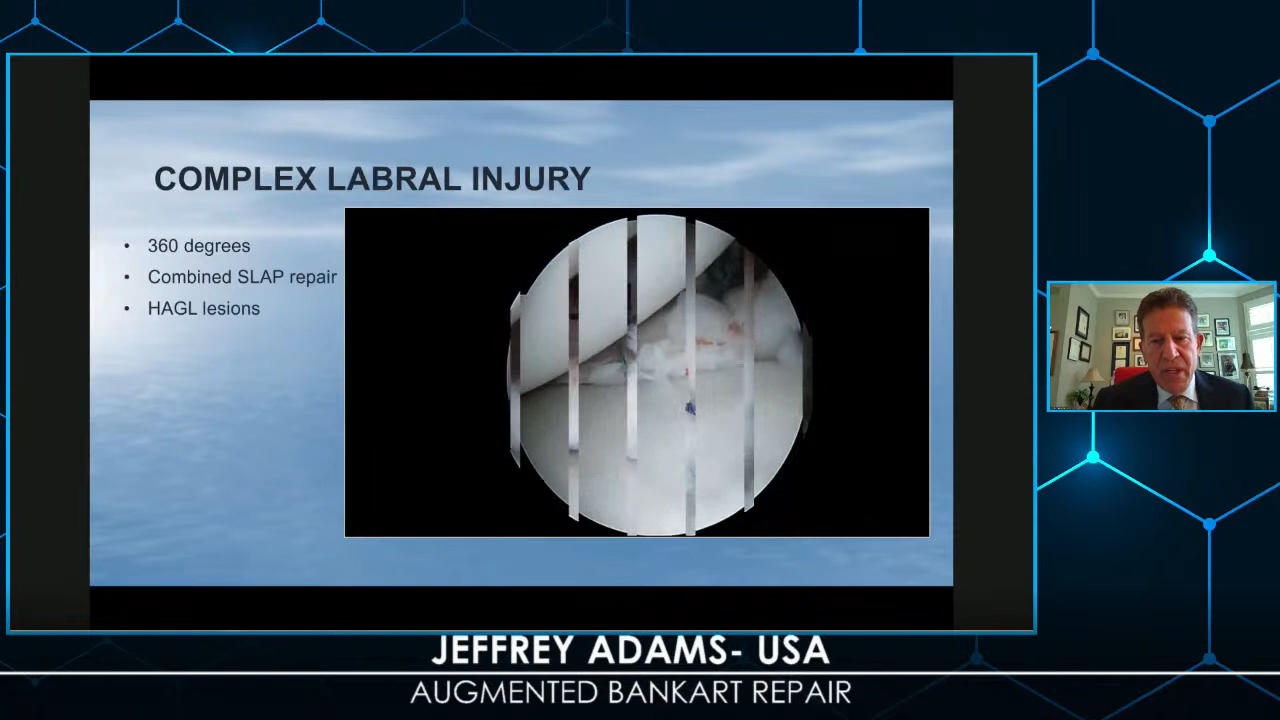 COMPLEX LABRAL INJURY
• 360 degrees
• Combined SLAP repair
• HAGL lesions
JEFFREY ADAMS- USA
AUGMENTED BANKART REPAIR